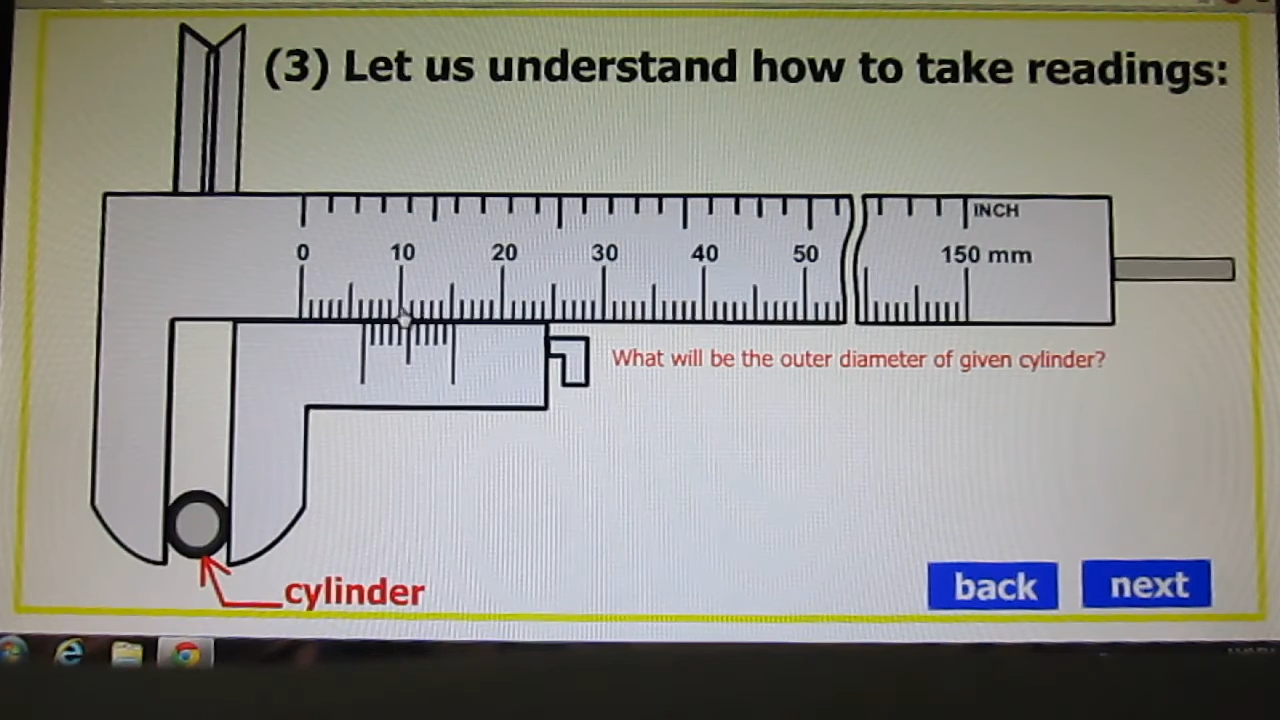 (3) Let us understand how to take readings:
INCH
0 10 20 30 40 50 150 mm
What will be the outer diameter of given cylinder?
cylinder
back next